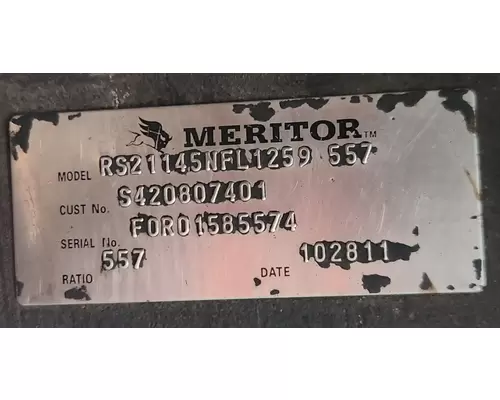 MERITOR™
MODEL RS21145NFL1259 557
CUST No. S420807401
SERIAL No. FOR01585574
RATIO 557 DATE 102811